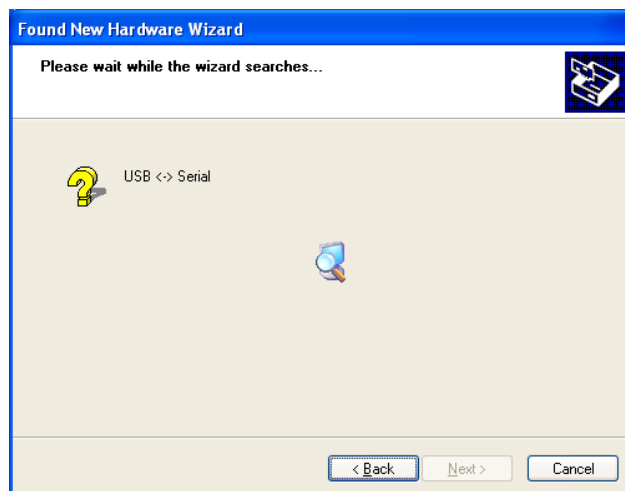 Found New Hardware Wizard
Please wait while the wizard searches...
USB <-> Serial
< Back
Next >
Cancel